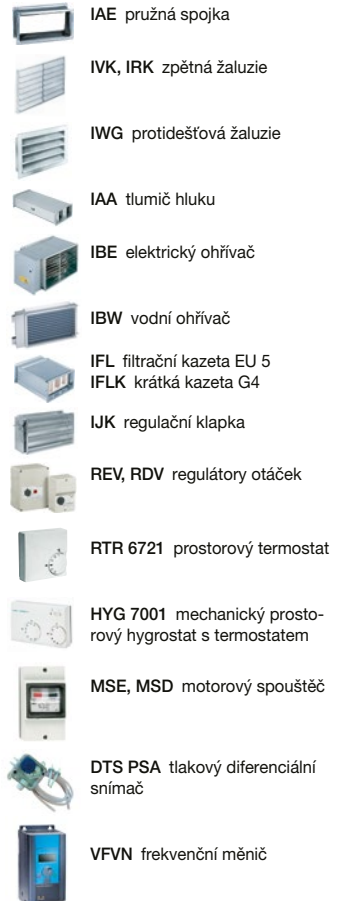 IAE pružná spojka
IVK, IRK zpětná žaluzie
IWG protidešťová žaluzie
IAA tlumič hluku
IBE elektrický ohřívač
IBW vodní ohřívač
IFL filtrační kazeta EU 5
IFLK krátká kazeta G4
IJK regulační klapka
REV, RDV regulátory otáček
RTR 6721 prostorový termostat
HYG 7001 mechanický prosto-
rový hygrostat s termostatem
MSE, MSD motorový spouštěč
DTS PSA tlakový diferenciální
snímač
VFVN frekvenční měnič